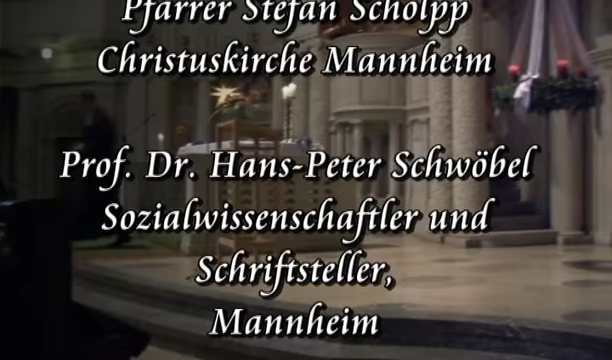 Pfarrer Stefan Scholpp
Christuskirche Mannheim
Prof. Dr. Hans-Peter Schwöbel
Sozialwissenschaftler und
Schriftsteller,
Mannheim